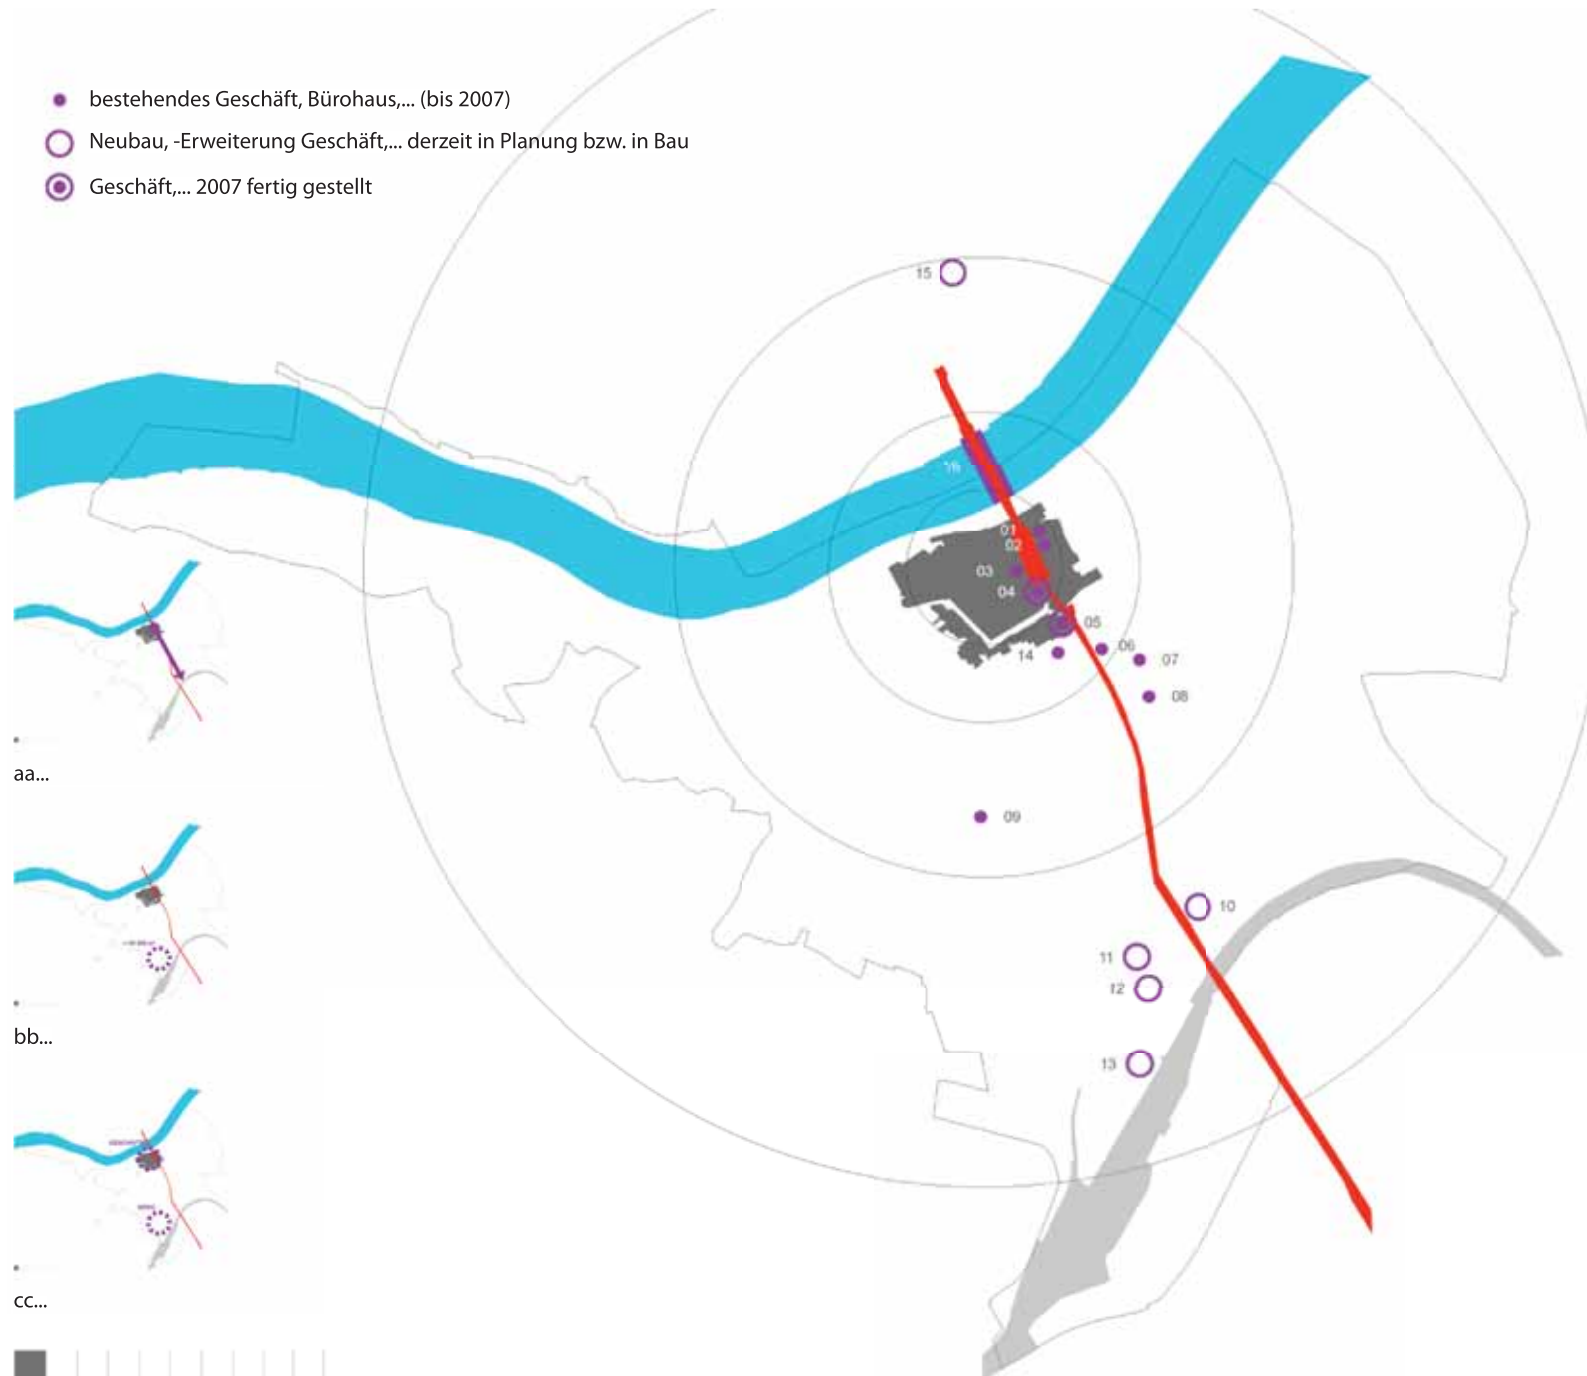 bestehendes Geschäft, Bürohaus,... (bis 2007)
Neubau, -Erweiterung Geschäft,... derzeit in Planung bzw. in Bau
Geschäft,... 2007 fertig gestellt
15
16
01
02
03
04
05
06
14
07
08
09
10
11
12
13
aa...
bb...
cc...